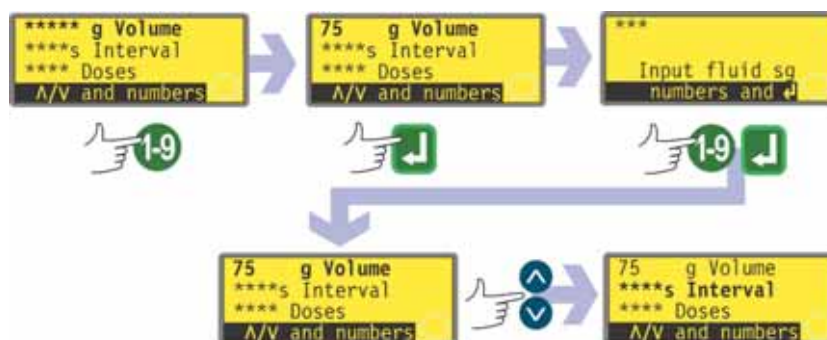 ***** g Volume
****s Interval
**** Doses
∧/∨ and numbers
75 g Volume
****s Interval
**** Doses
∧/∨ and numbers
***
Input fluid sg
numbers and ↲
1-9
1-9
75 g Volume
****s Interval
**** Doses
∧/∨ and numbers
75 g Volume
****s Interval
**** Doses
∧/∨ and numbers